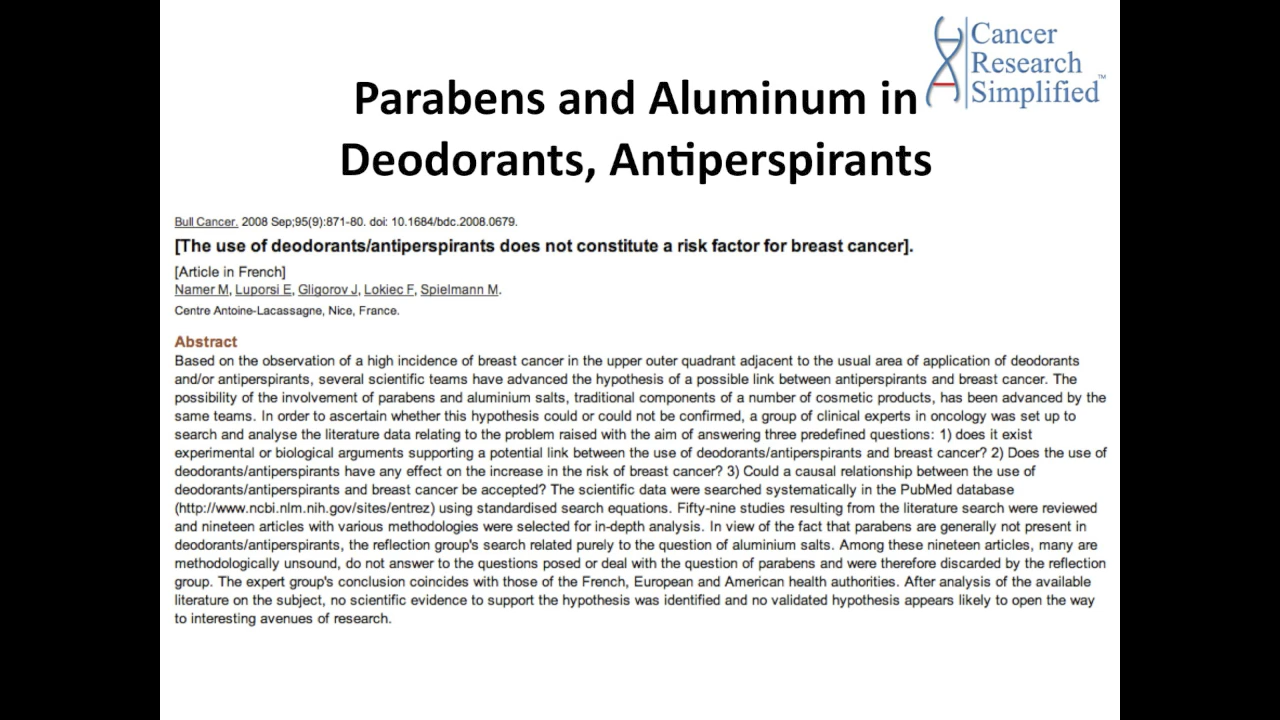 Cancer
Research
Simplified™
Parabens and Aluminum in
Deodorants, Antiperspirants
Bull Cancer. 2008 Sep;95(9):871-80. doi: 10.1684/bdc.2008.0679.
[The use of deodorants/antiperspirants does not constitute a risk factor for breast cancer].
[Article in French]
Namer M, Luporsi E, Gligorov J, Lokiec F, Spielmann M.
Centre Antoine-Lacassagne, Nice, France.
Abstract
Based on the observation of a high incidence of breast cancer in the upper outer quadrant adjacent to the usual area of application of deodorants
and/or antiperspirants, several scientific teams have advanced the hypothesis of a possible link between antiperspirants and breast cancer. The
possibility of the involvement of parabens and aluminium salts, traditional components of a number of cosmetic products, has been advanced by the
same teams. In order to ascertain whether this hypothesis could or could not be confirmed, a group of clinical experts in oncology was set up to
search and analyse the literature data relating to the problem raised with the aim of answering three predefined questions: 1) does it exist
experimental or biological arguments supporting a potential link between the use of deodorants/antiperspirants and breast cancer? 2) Does the use of
deodorants/antiperspirants have any effect on the increase in the risk of breast cancer? 3) Could a causal relationship between the use of
deodorants/antiperspirants and breast cancer be accepted? The scientific data were searched systematically in the PubMed database
(http://www.ncbi.nlm.nih.gov/sites/entrez) using standardised search equations. Fifty-nine studies resulting from the literature search were reviewed
and nineteen articles with various methodologies were selected for in-depth analysis. In view of the fact that parabens are generally not present in
deodorants/antiperspirants, the reflection group's search related purely to the question of aluminium salts. Among these nineteen articles, many are
methodologically unsound, do not answer to the questions posed or deal with the question of parabens and were therefore discarded by the reflection
group. The expert group's conclusion coincides with those of the French, European and American health authorities. After analysis of the available
literature on the subject, no scientific evidence to support the hypothesis was identified and no validated hypothesis appears likely to open the way
to interesting avenues of research.